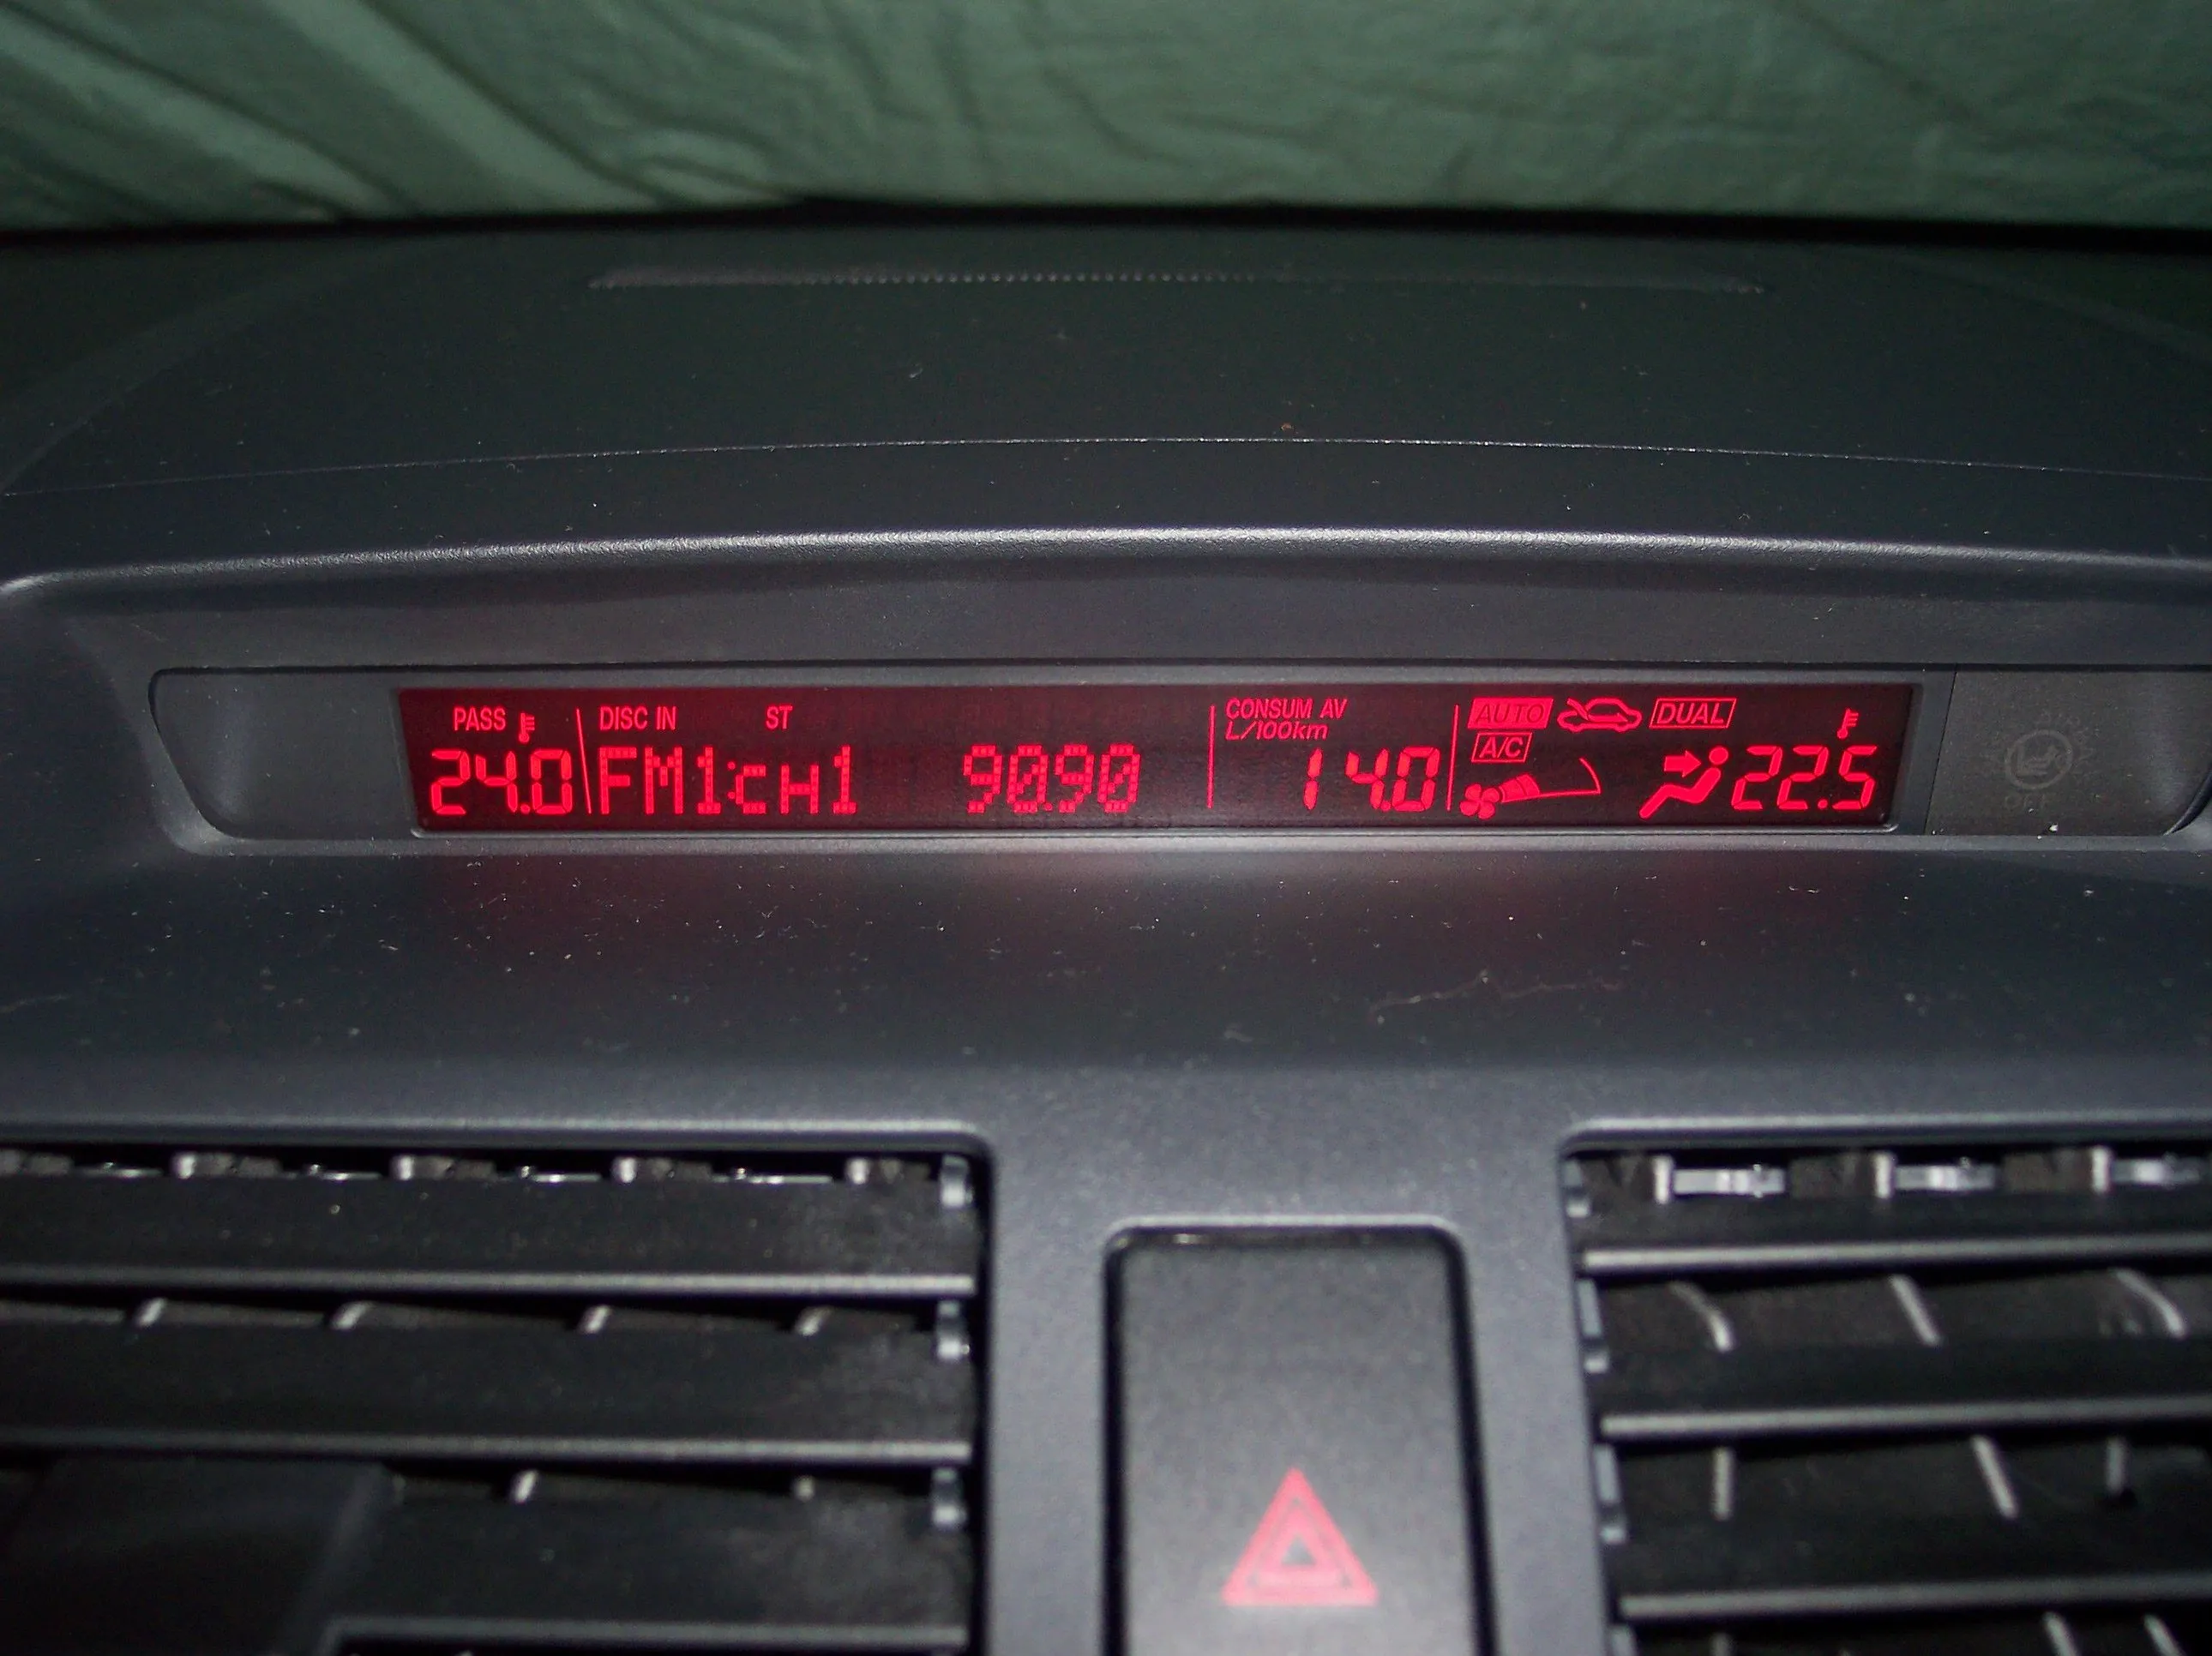 PASS DISC IN ST CONSUM AV AUTO DUAL
L/100km
A/C
24.0 FM1:CH1 90.90 14.0 22.5
OFF